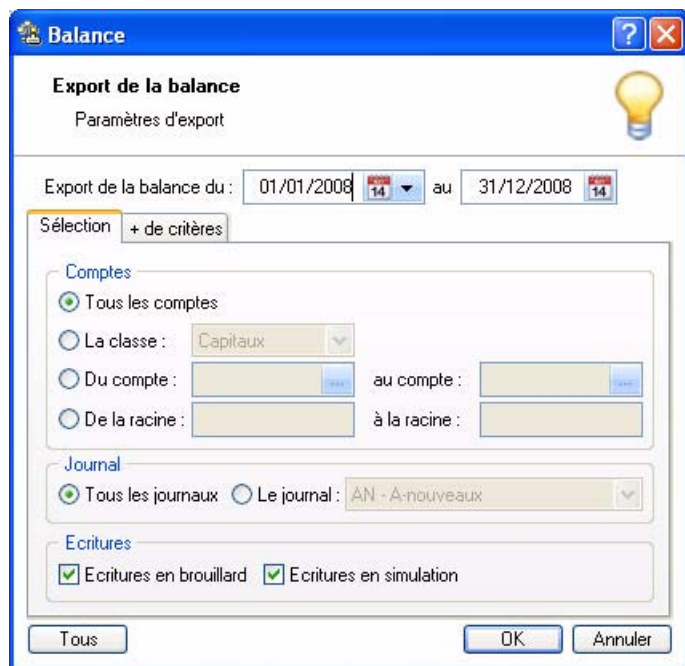 Balance
Export de la balance
Paramètres d'export
Export de la balance du : 01/01/2008 14 au 31/12/2008 14
Sélection + de critères
Comptes
Tous les comptes
La classe : Capitaux
Du compte : ... au compte : ...
De la racine : à la racine :
Journal
Tous les journaux Le journal : AN - A-nouveaux
Ecritures
Ecritures en brouillard Ecritures en simulation
Tous OK Annuler